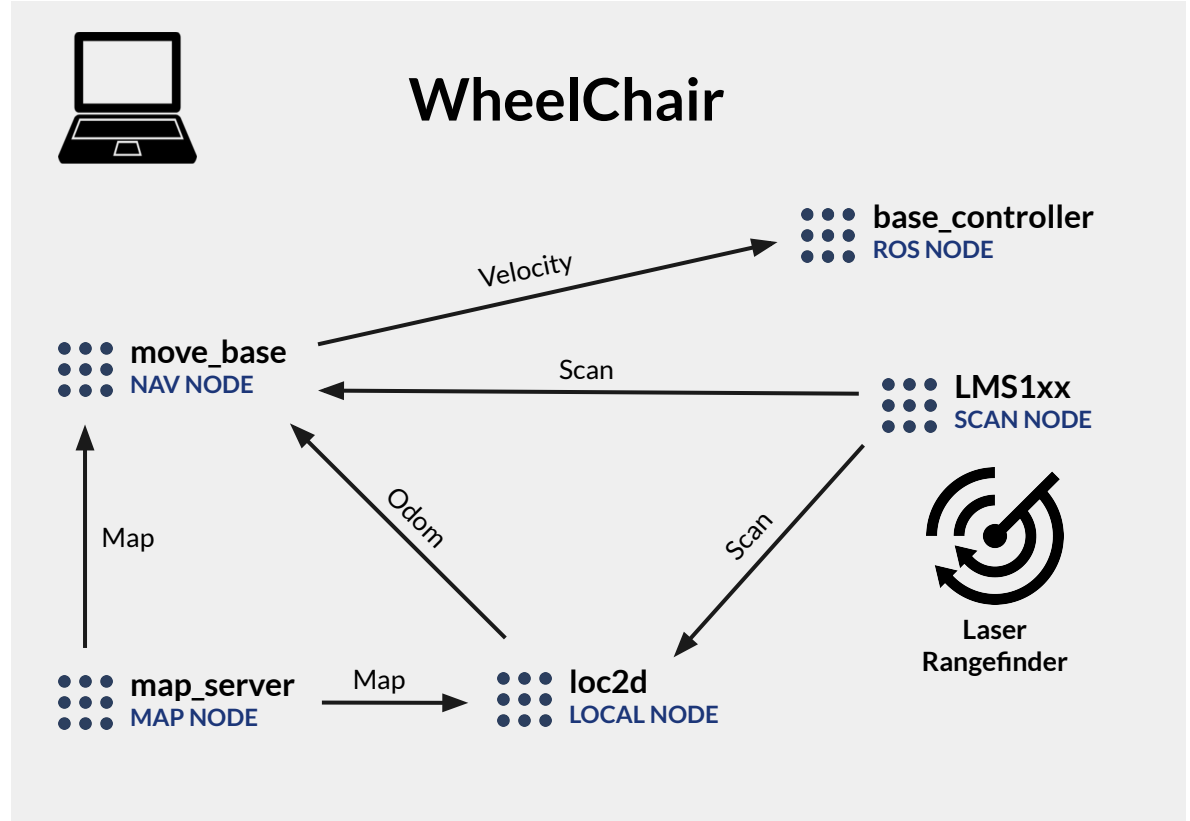 WheelChair
base_controller
ROS NODE
Velocity
move_base
NAV NODE
Scan
LMS1xx
SCAN NODE
Odom
Scan
Map
Laser
Rangefinder
map_server
MAP NODE
Map
loc2d
LOCAL NODE